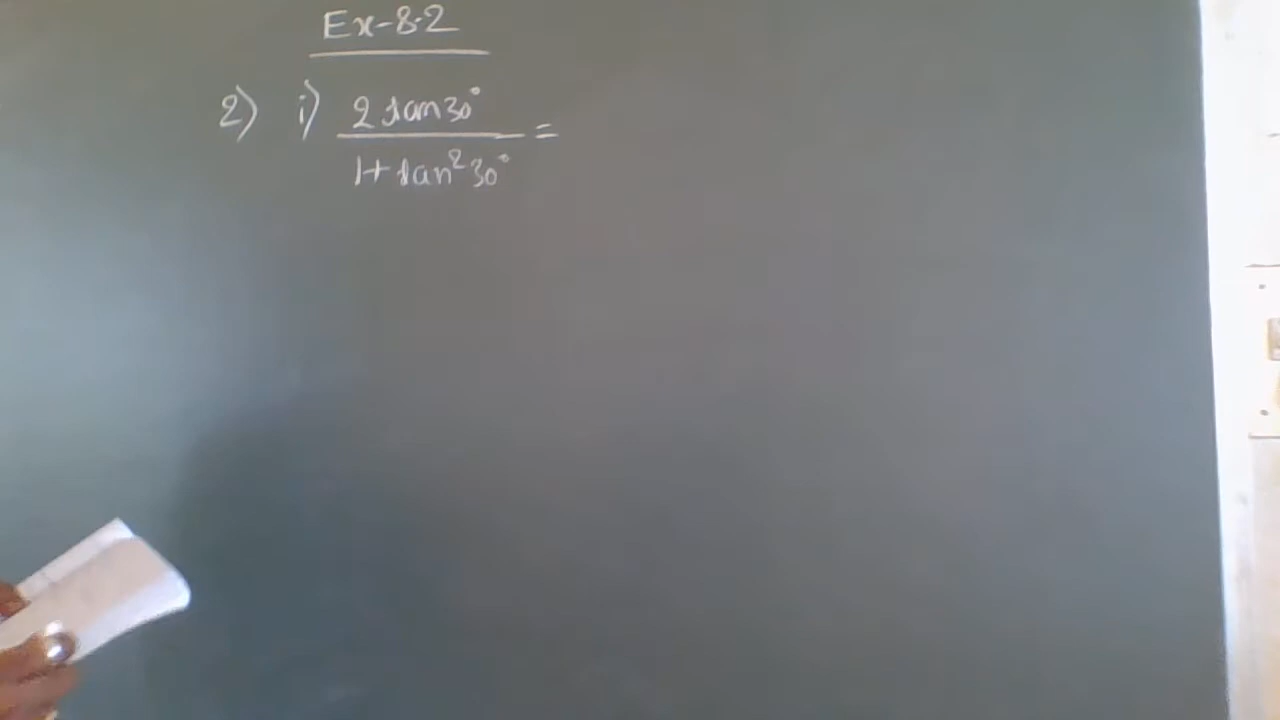 Ex-8.2
2) i) 2 tan30° =
1+ tan²30°